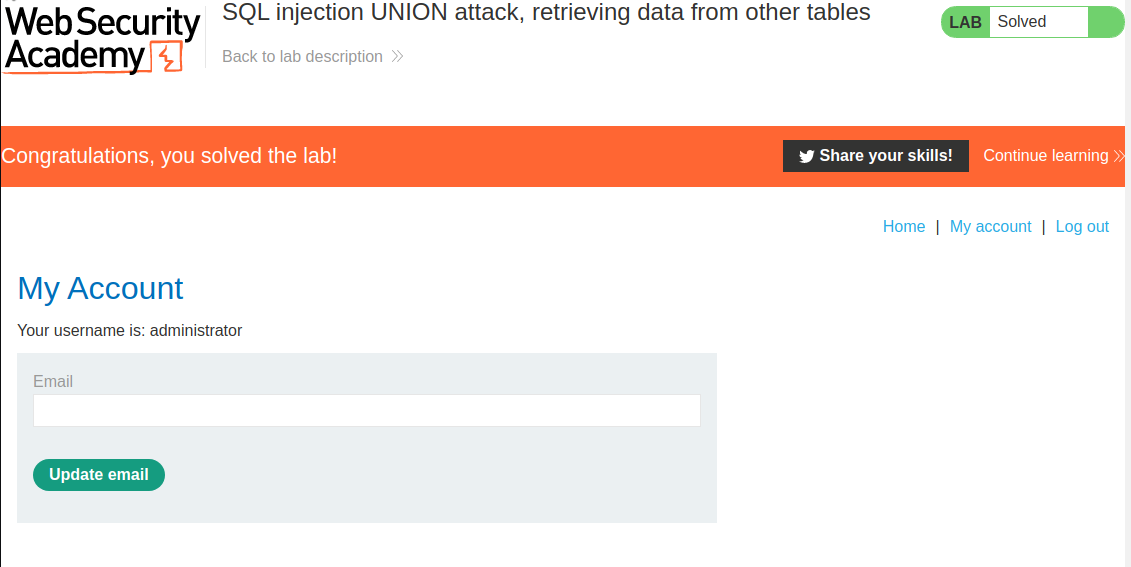 Web Security
Academy
SQL injection UNION attack, retrieving data from other tables
Back to lab description
LAB Solved
Congratulations, you solved the lab!
Share your skills!
Continue learning
Home | My account | Log out
My Account
Your username is: administrator
Email
Update email